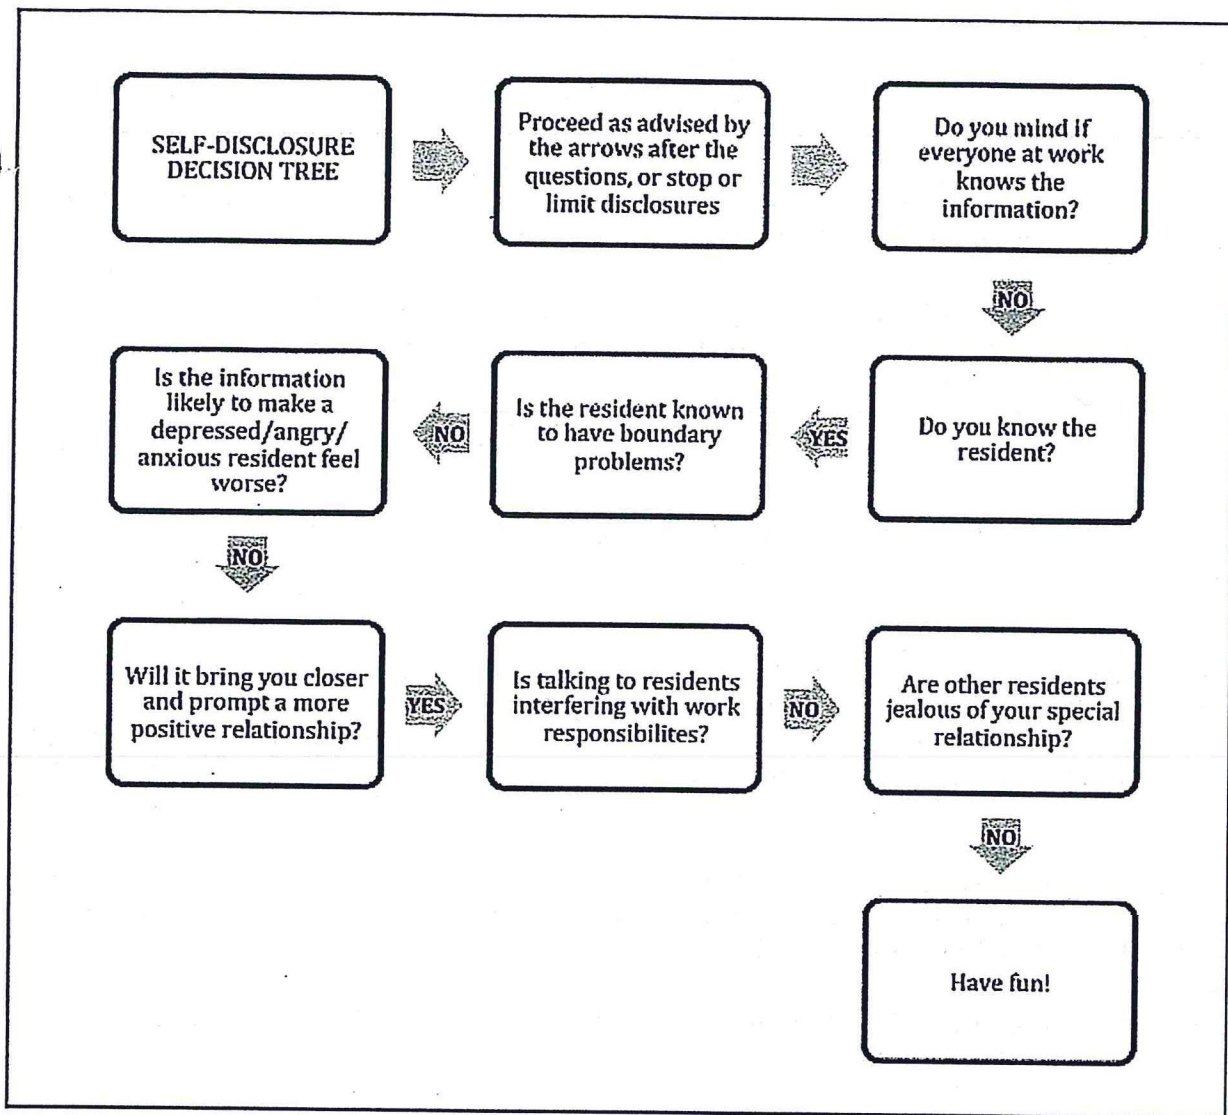 SELF-DISCLOSURE
DECISION TREE
Proceed as advised by
the arrows after the
questions, or stop or
limit disclosures
Do you mind if
everyone at work
knows the
information?
NO
Do you know the
resident?
YES
Is the resident known
to have boundary
problems?
NO
Is the information
likely to make a
depressed/angry/
anxious resident feel
worse?
NO
Will it bring you closer
and prompt a more
positive relationship?
YES
Is talking to residents
interfering with work
responsibilites?
NO
Are other residents
jealous of your special
relationship?
NO
Have fun!